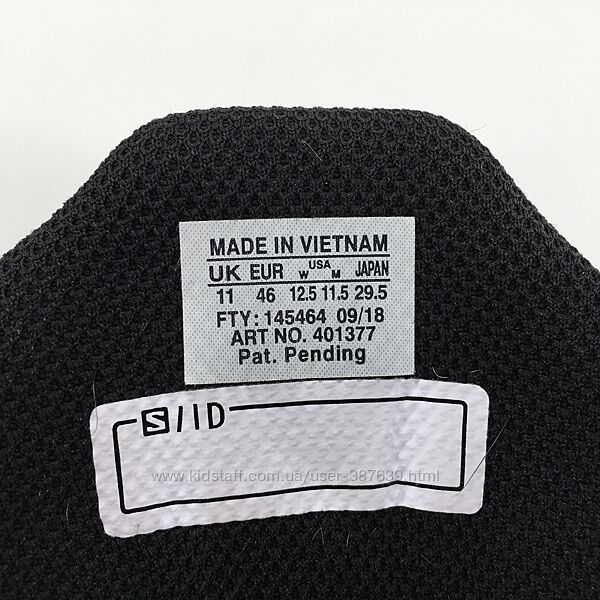 MADE IN VIETNAM
UK EUR W USA M JAPAN
11 46 12.5 11.5 29.5
FTY: 145464 09/18
ART NO. 401377
Pat. Pending
S/ID
www.kidstaff.com.ua/user-387639.html